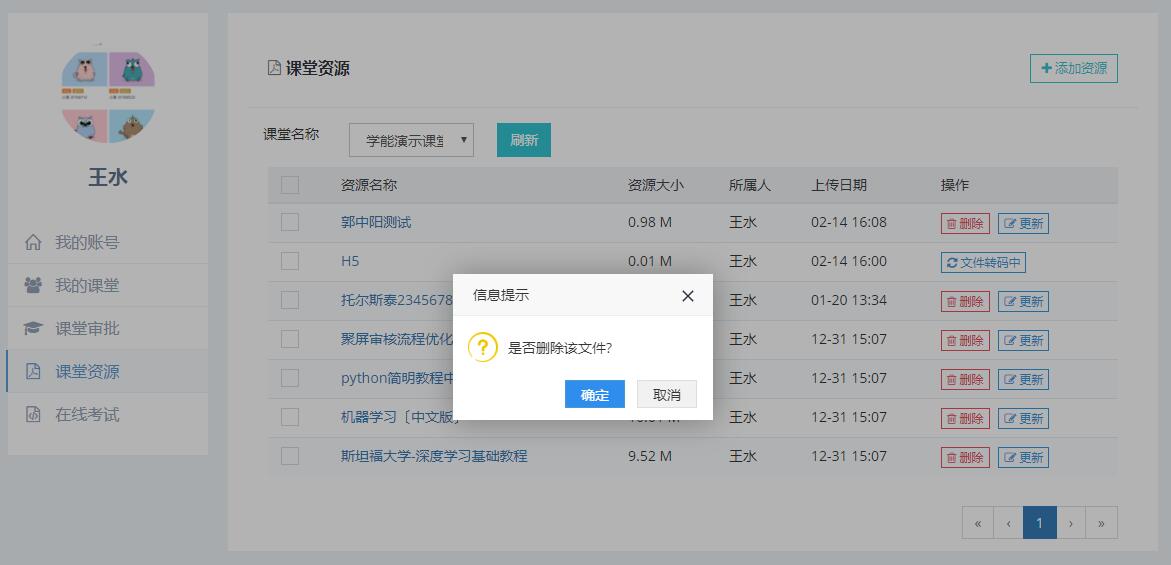 课堂资源
添加资源
课堂名称 学能演示课堂 刷新
王水
我的账号
我的课堂
课堂审批
课堂资源
在线考试
资源名称 资源大小 所属人 上传日期 操作
郭中阳测试 0.98 M 王水 02-14 16:08 删除 更新
H5 0.01 M 王水 02-14 16:00 文件转码中
托尔斯泰2345678 王水 01-20 13:34 删除 更新
聚屏审核流程优化 王水 12-31 15:07 删除 更新
python简明教程 王水 12-31 15:07 删除 更新
机器学习〔中文版〕 王水 12-31 15:07 删除 更新
斯坦福大学-深度学习基础教程 9.52 M 王水 12-31 15:07 删除 更新
信息提示
是否删除该文件?
确定 取消
« ‹ 1 › »